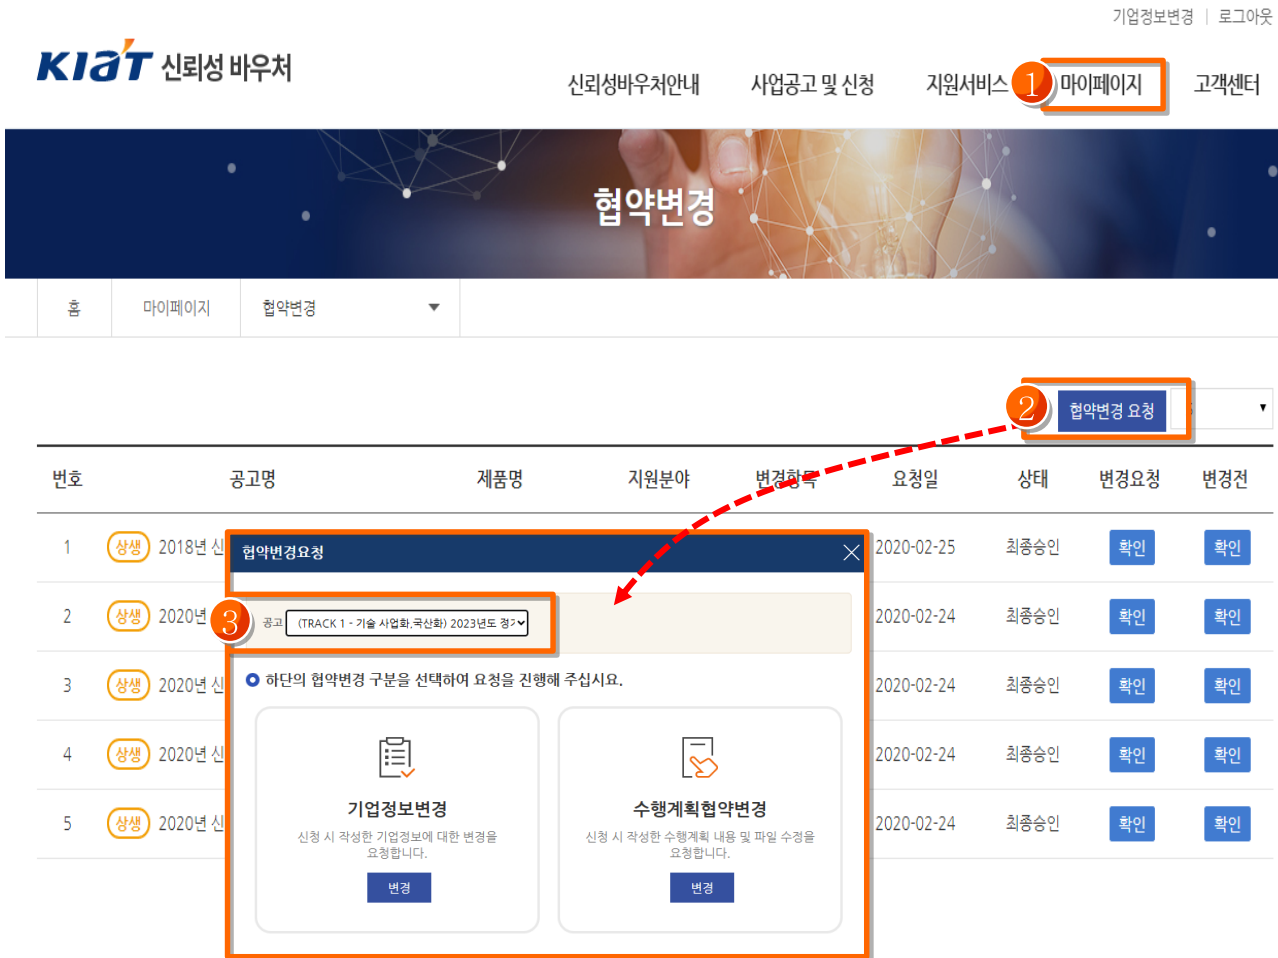 기업정보변경 | 로그아웃
KIAT 신뢰성 바우처
신뢰성바우처안내 사업공고 및 신청 지원서비스 1 마이페이지 고객센터
협약변경
홈 마이페이지 협약변경
2 협약변경 요청
번호 공고명 제품명 지원분야 변경항목 요청일 상태 변경요청 변경전
1 상생 2018년 신 2020-02-25 최종승인 확인 확인
2 상생 2020년 2020-02-24 최종승인 확인 확인
3 상생 2020년 신 2020-02-24 최종승인 확인 확인
4 상생 2020년 신 2020-02-24 최종승인 확인 확인
5 상생 2020년 신 2020-02-24 최종승인 확인 확인
협약변경요청
3 공고 (TRACK 1 - 기술 사업화,국산화) 2023년도 정기
하단의 협약변경 구분을 선택하여 요청을 진행해 주십시요.
기업정보변경
신청 시 작성한 기업정보에 대한 변경을
요청합니다.
변경
수행계획협약변경
신청 시 작성한 수행계획 내용 및 파일 수정을
요청합니다.
변경